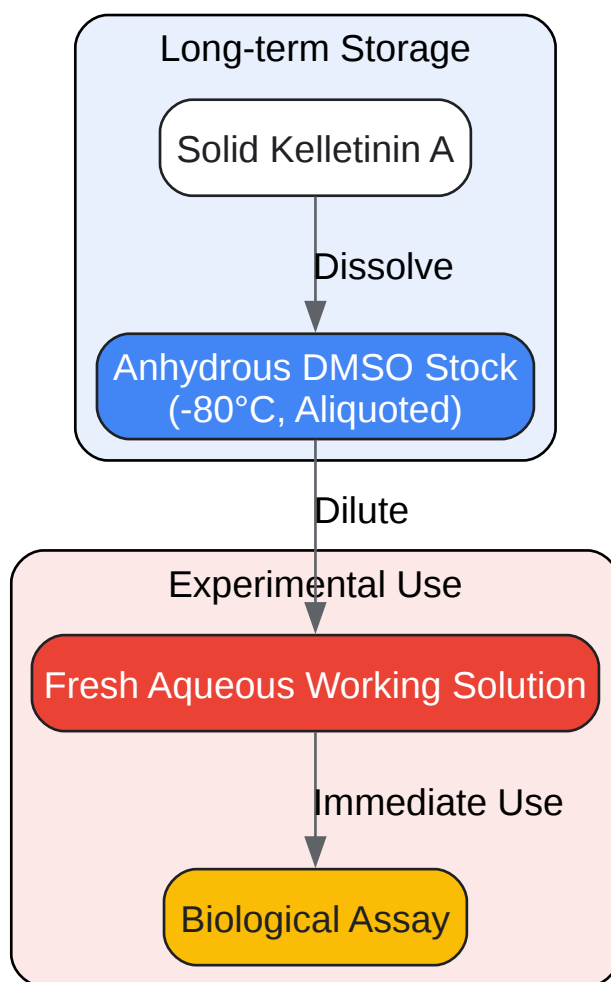 Long-term Storage
Solid Kelletinin A
Dissolve
Anhydrous DMSO Stock
(-80°C, Aliquoted)
Dilute
Experimental Use
Fresh Aqueous Working Solution
Immediate Use
Biological Assay